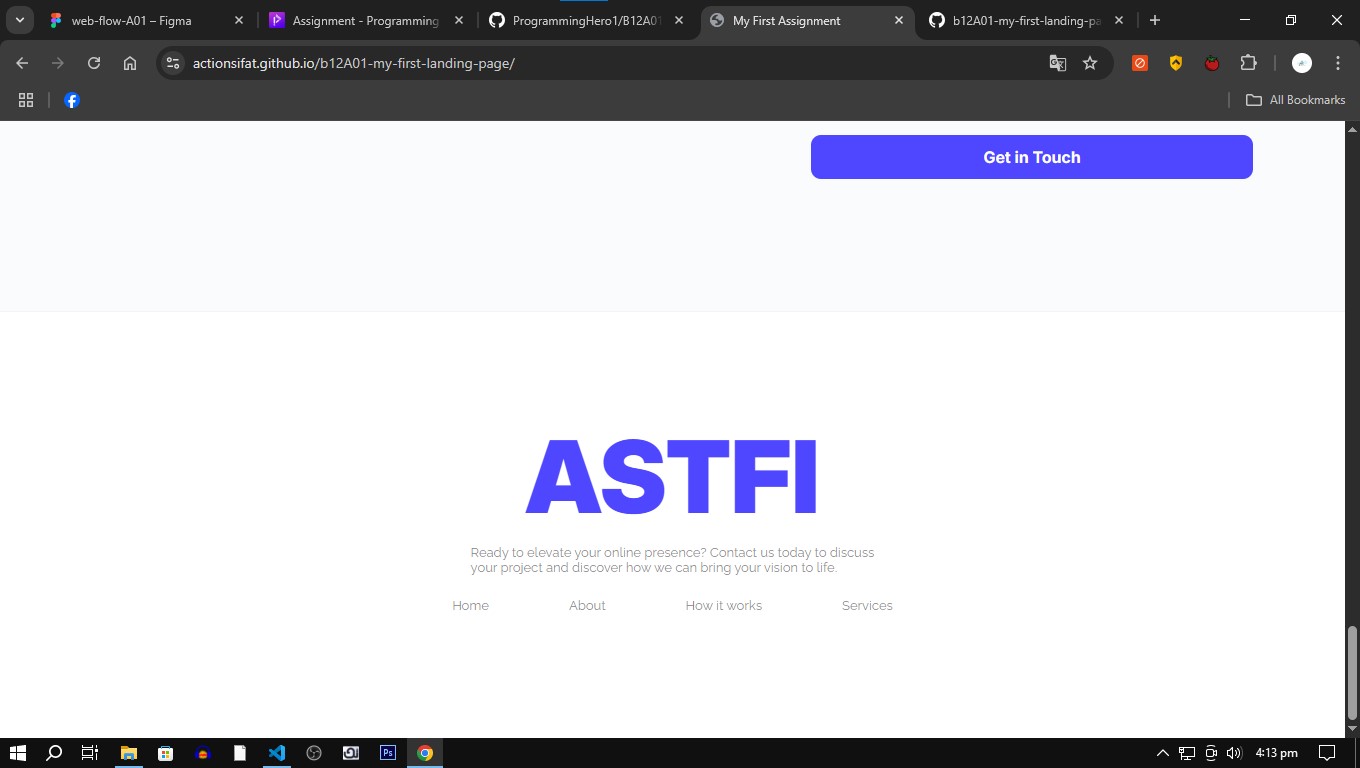 web-flow-A01 – Figma
Assignment - Programming
ProgrammingHero1/B12A01
My First Assignment
b12A01-my-first-landing-pa
actionsifat.github.io/b12A01-my-first-landing-page/
All Bookmarks
Get in Touch
ASTFI
Ready to elevate your online presence? Contact us today to discuss
your project and discover how we can bring your vision to life.
Home About How it works Services
Ps
4:13 pm